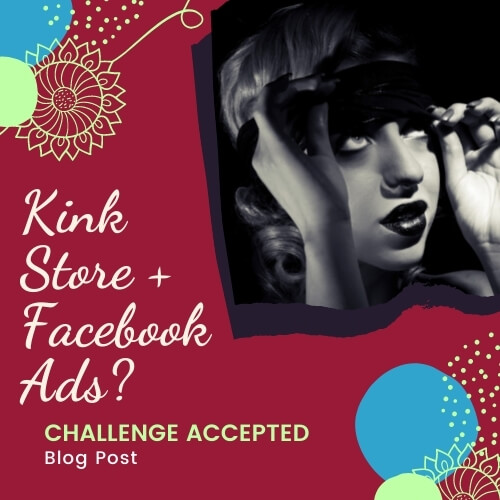 Kink
Store +
Facebook
Ads?
CHALLENGE ACCEPTED
Blog Post